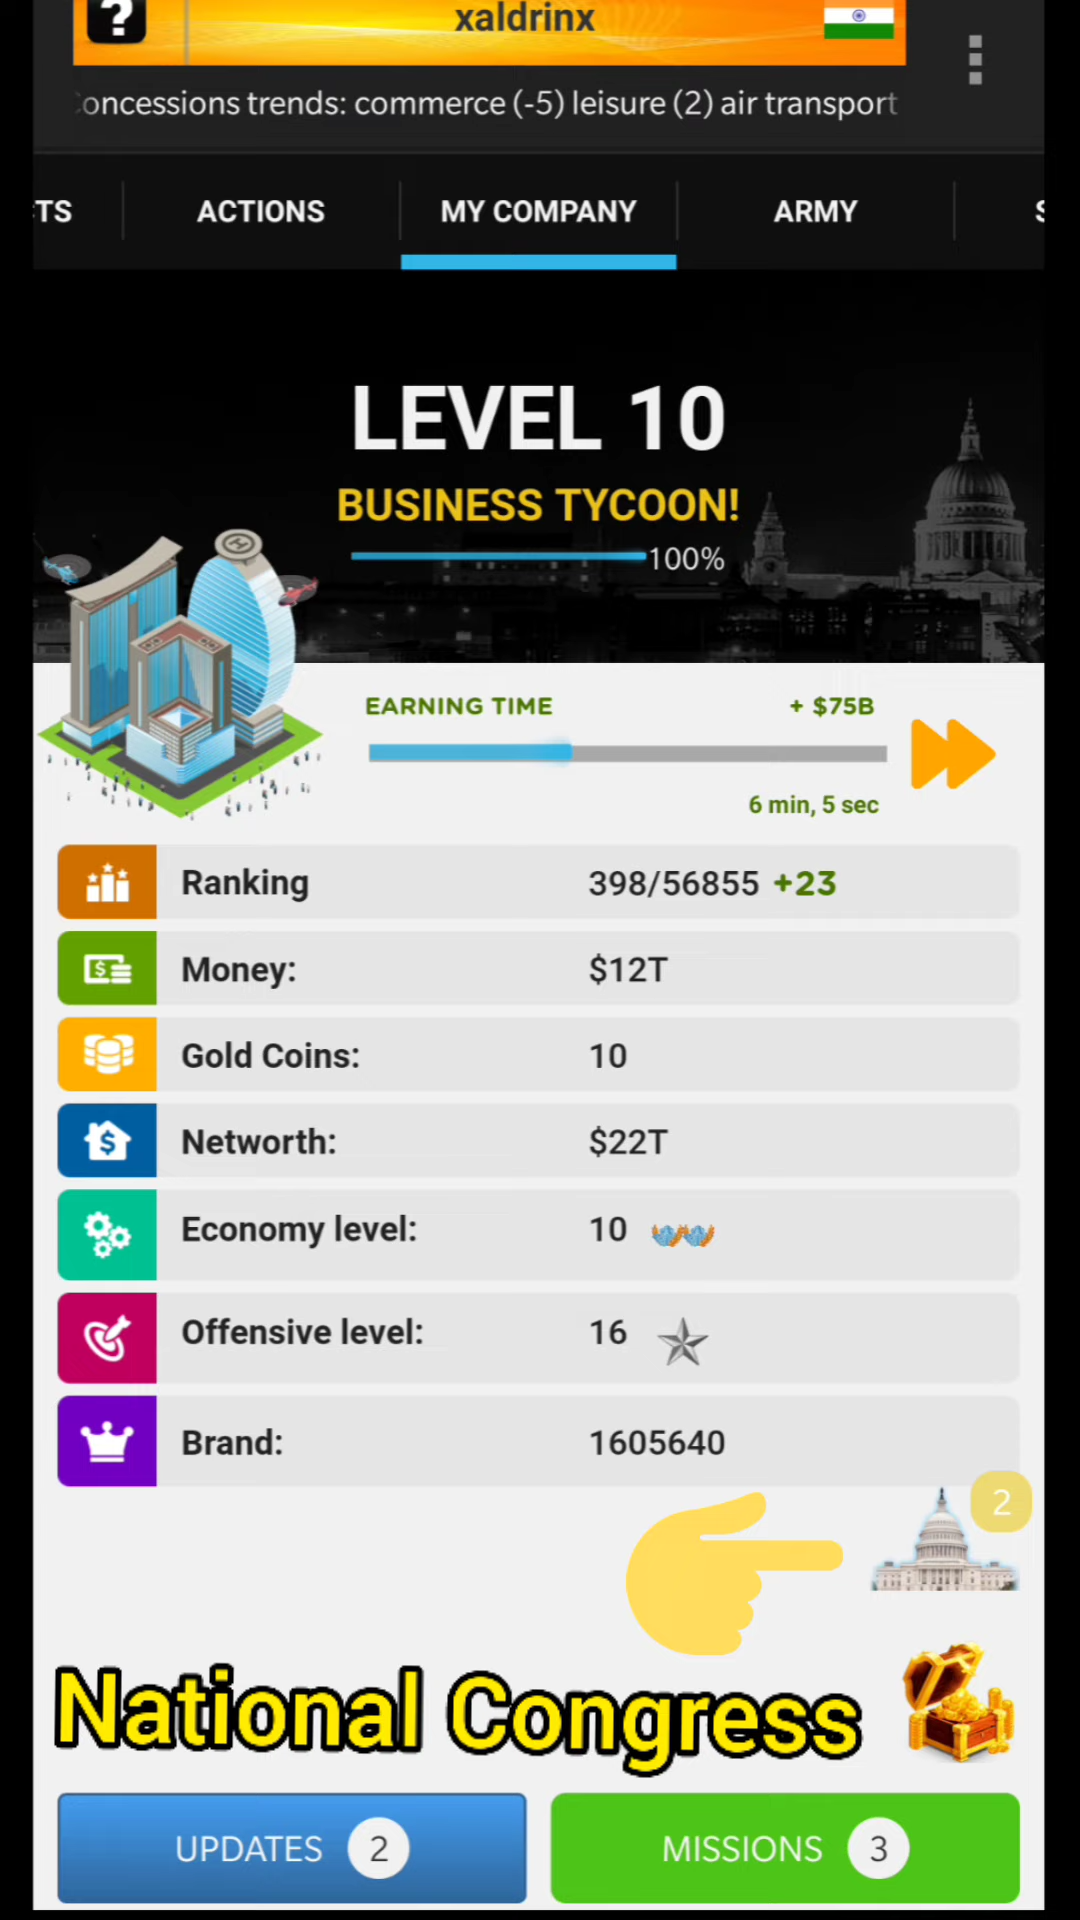 ?
xaldrinx
oncessions trends: commerce (-5) leisure (2) air transport
TS
ACTIONS
MY COMPANY
ARMY
S
LEVEL 10
BUSINESS TYCOON!
100%
H
EARNING TIME
+ $75B
6 min, 5 sec
Ranking 398/56855 +23
Money: $12T
Gold Coins: 10
Networth: $22T
Economy level: 10
Offensive level: 16
Brand: 1605640
2
National Congress
UPDATES 2
MISSIONS 3